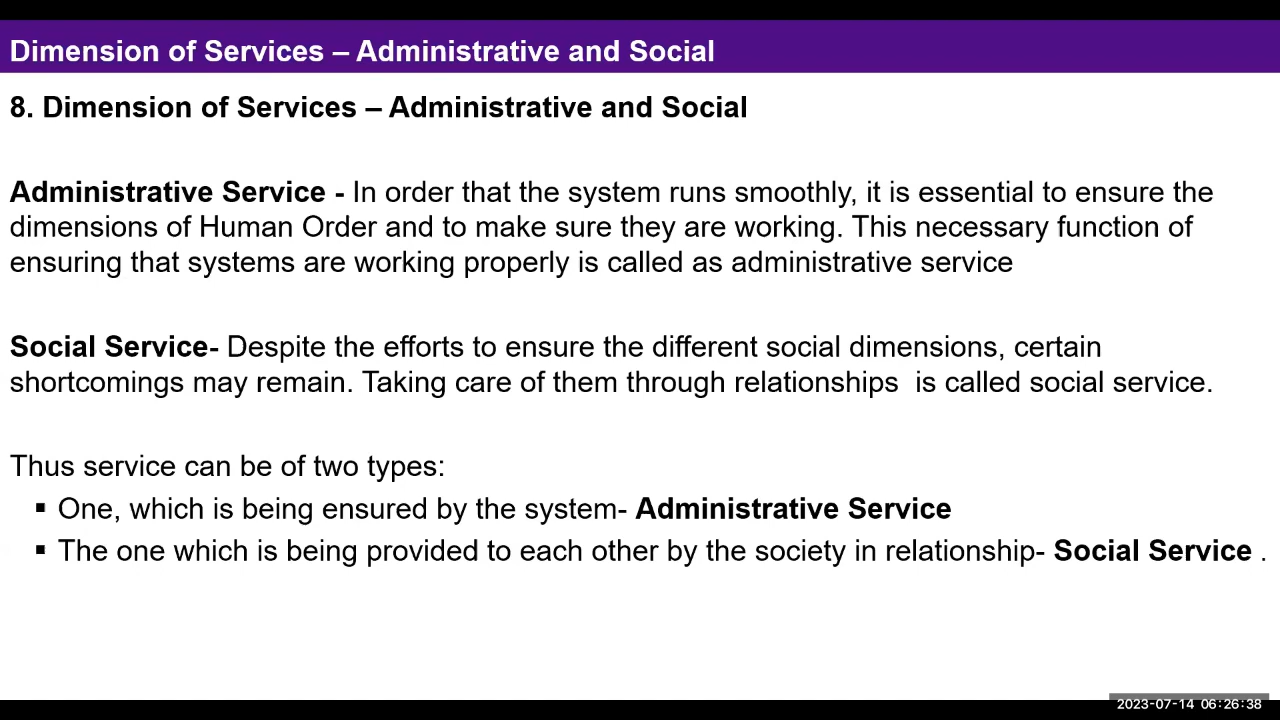 Dimension of Services – Administrative and Social
8. Dimension of Services – Administrative and Social
Administrative Service - In order that the system runs smoothly, it is essential to ensure the
dimensions of Human Order and to make sure they are working. This necessary function of
ensuring that systems are working properly is called as administrative service
Social Service- Despite the efforts to ensure the different social dimensions, certain
shortcomings may remain. Taking care of them through relationships  is called social service.
Thus service can be of two types:
▪ One, which is being ensured by the system- Administrative Service
▪ The one which is being provided to each other by the society in relationship- Social Service .
2023-07-14 06:26:38